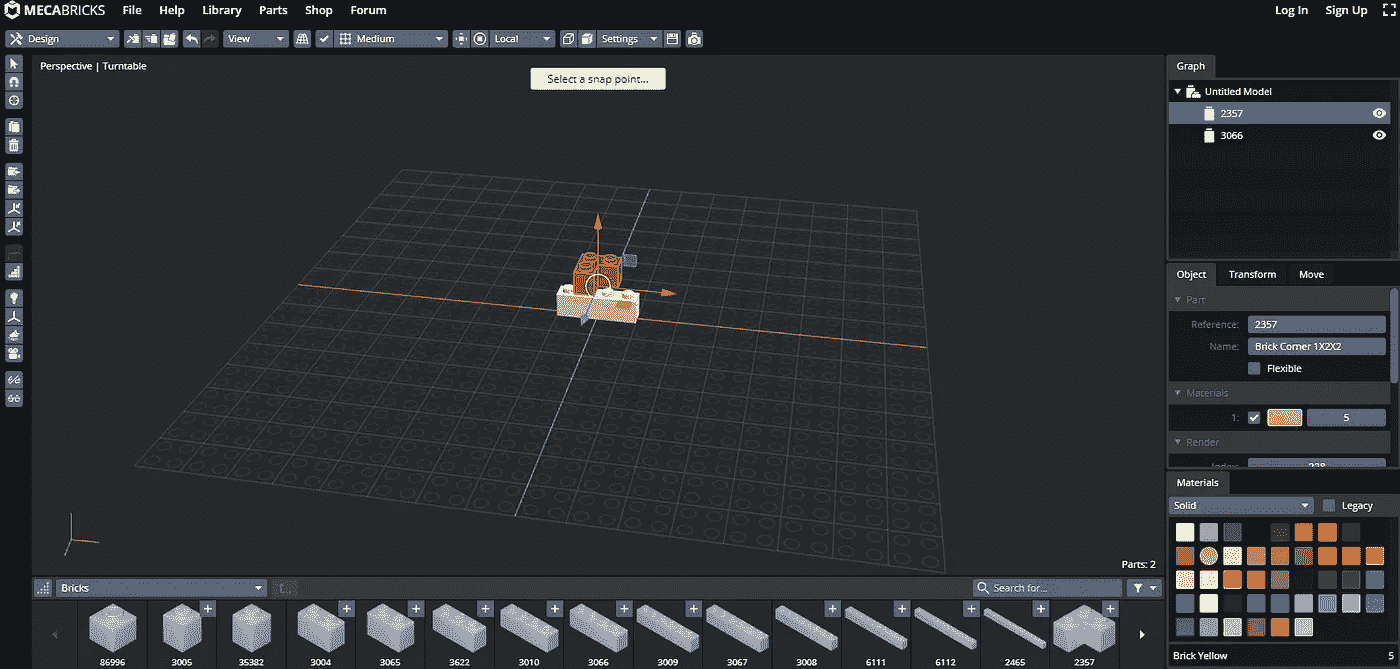 MECABRICKS File Help Library Parts Shop Forum Log In Sign Up
Design View Medium Local Settings
Perspective | Turntable
Select a snap point...
Graph
Untitled Model
2357
3066
Object Transform Move
Part
Reference: 2357
Name: Brick Corner 1X2X2
Flexible
Materials
1: 5
Render
Index: 238
Materials
Solid Legacy
Parts: 2
Bricks Search for...
86996 3005 35382 3004 3065 3622 3010 3066 3009 3067 3008 6111 6112 2465 2357
Brick Yellow 5